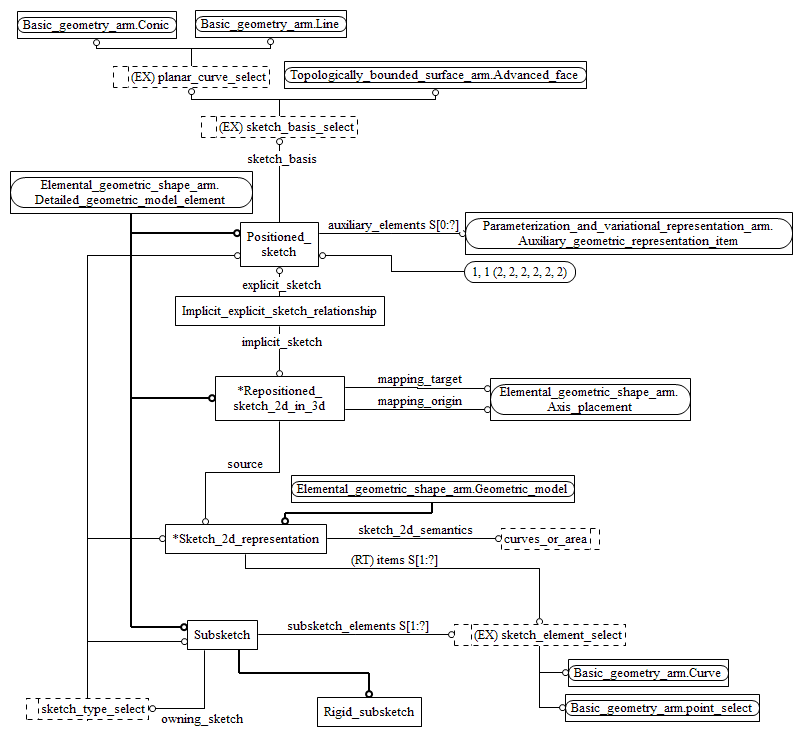 Basic_geometry_arm.Conic
Basic_geometry_arm.Line
(EX) planar_curve_select
Topologically_bounded_surface_arm.Advanced_face
(EX) sketch_basis_select
sketch_basis
Elemental_geometric_shape_arm.
Detailed_geometric_model_element
Positioned_
sketch
auxiliary_elements S[0:?]
Parameterization_and_variational_representation_arm.
Auxiliary_geometric_representation_item
1, 1 (2, 2, 2, 2, 2, 2)
explicit_sketch
Implicit_explicit_sketch_relationship
implicit_sketch
*Repositioned_
sketch_2d_in_3d
mapping_target
mapping_origin
Elemental_geometric_shape_arm.
Axis_placement
source
Elemental_geometric_shape_arm.Geometric_model
*Sketch_2d_representation
sketch_2d_semantics
curves_or_area
(RT) items S[1:?]
Subsketch
subsketch_elements S[1:?]
(EX) sketch_element_select
Basic_geometry_arm.Curve
Basic_geometry_arm.point_select
sketch_type_select
owning_sketch
Rigid_subsketch